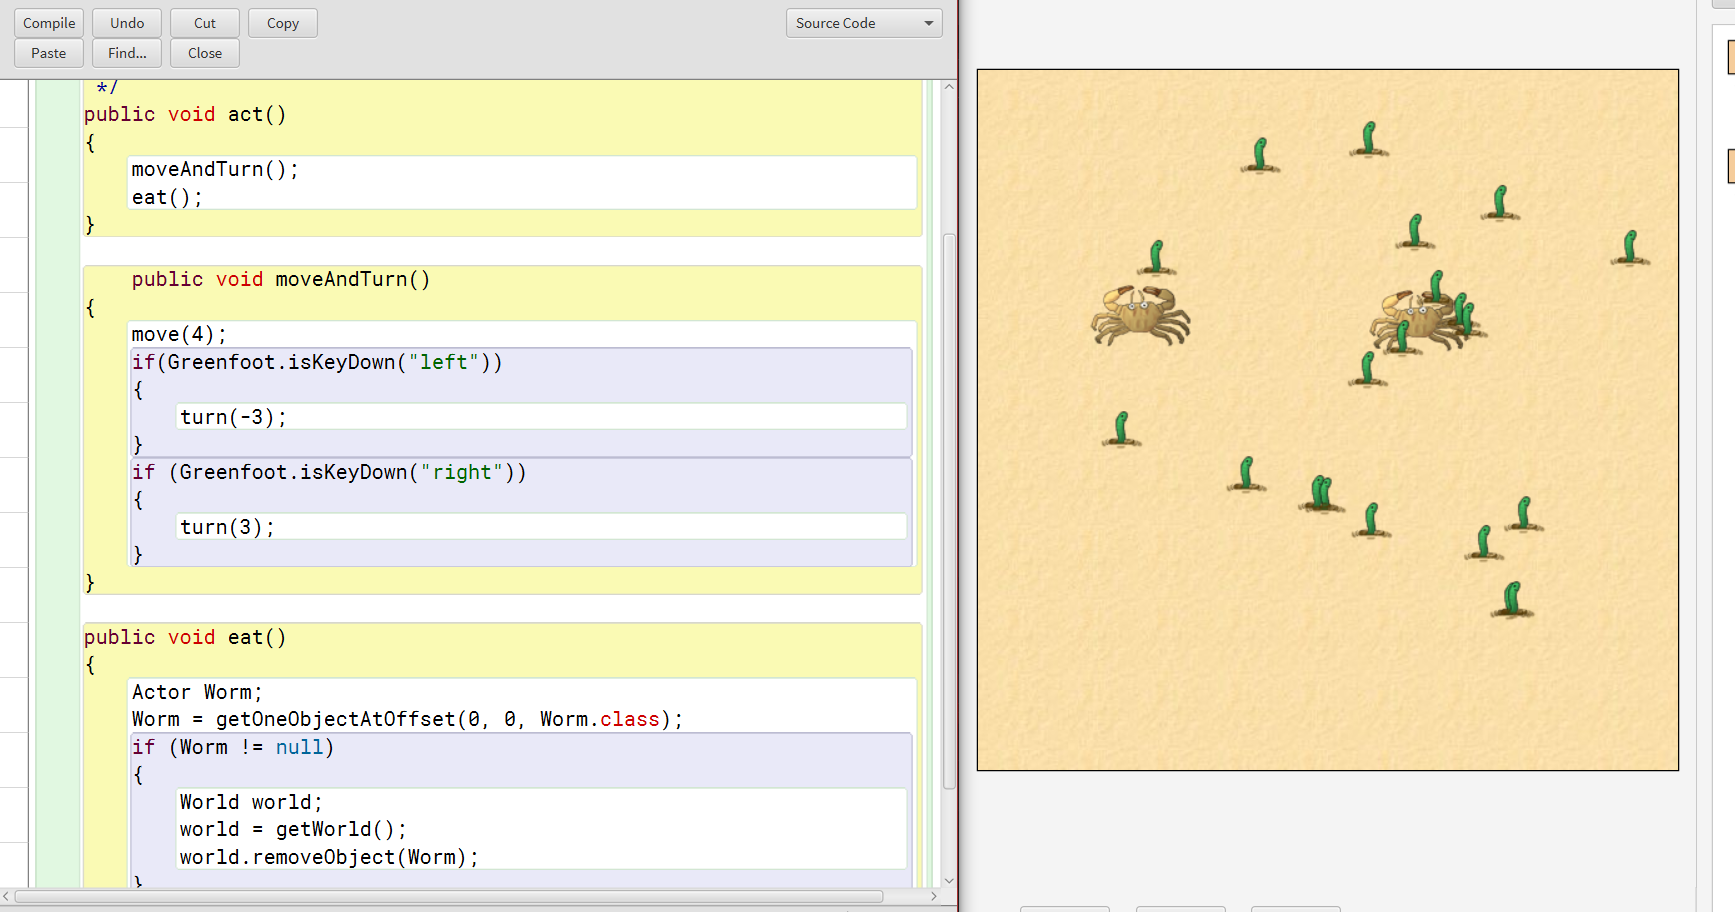 Compile Undo Cut Copy Source Code
Paste Find... Close
*/
public void act()
{
moveAndTurn();
eat();
}
public void moveAndTurn()
{
move(4);
if(Greenfoot.isKeyDown("left"))
{
turn(-3);
}
if (Greenfoot.isKeyDown("right"))
{
turn(3);
}
}
public void eat()
{
Actor Worm;
Worm = getOneObjectAtOffset(0, 0, Worm.class);
if (Worm != null)
{
World world;
world = getWorld();
world.removeObject(Worm);
}